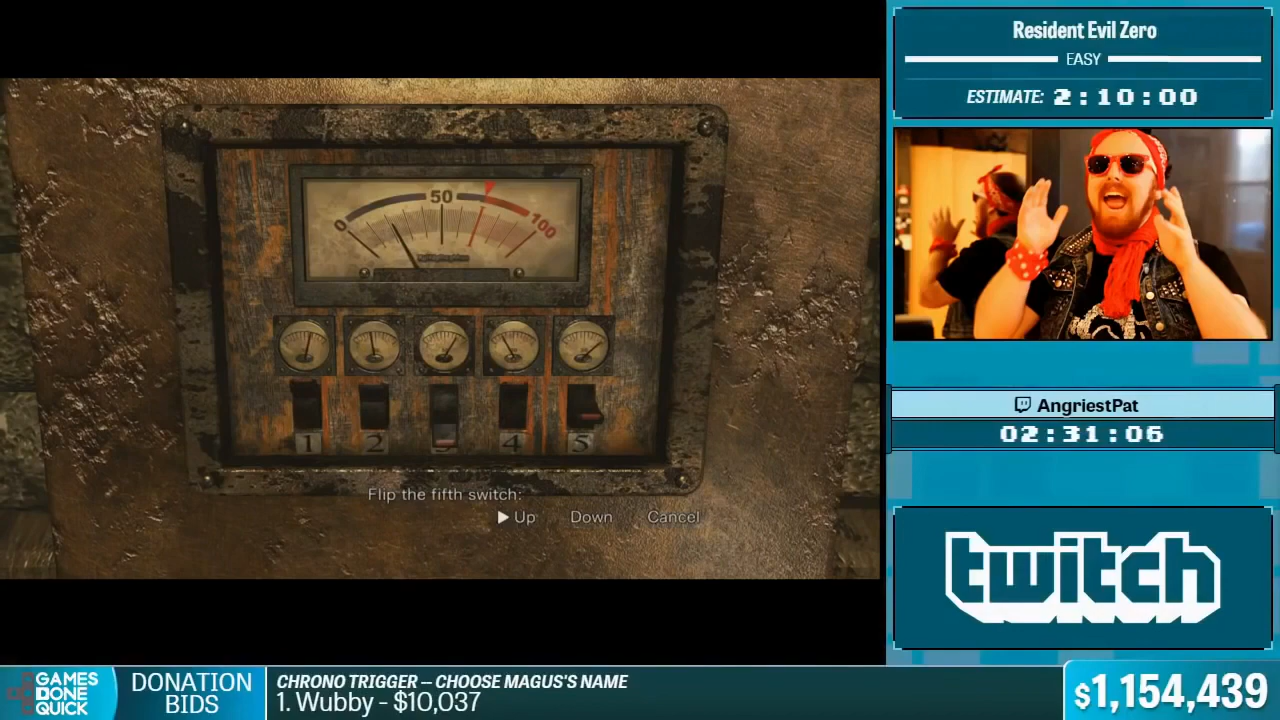 Resident Evil Zero
EASY
ESTIMATE: 2:10:00
0 50 100
1 2 3 4 5
Flip the fifth switch:
Up Down Cancel
AngriestPat
02:31:06
twitch
GAMES
DONE
QUICK
DONATION
BIDS
CHRONO TRIGGER – CHOOSE MAGUS'S NAME
1. Wubby - $10,037
$1,154,439